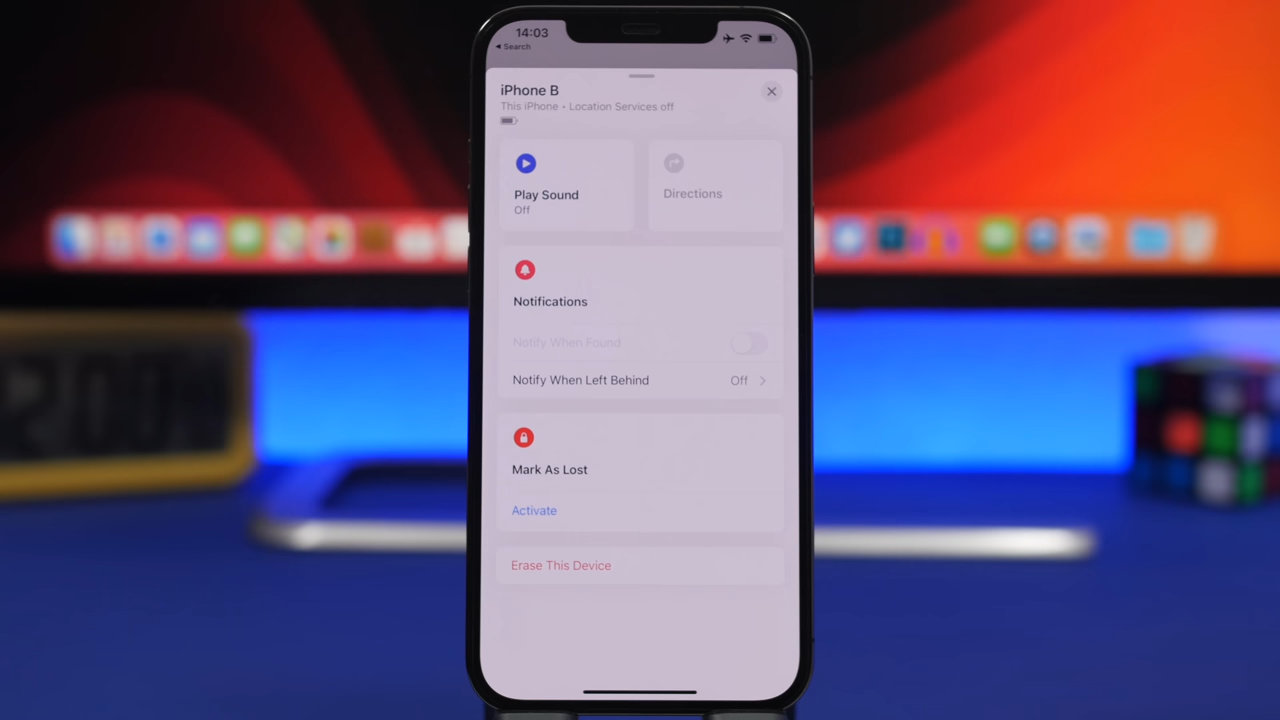 14:03
Search
iPhone B
This iPhone • Location Services off
Play Sound
Off
Directions
Notifications
Notify When Found
Notify When Left Behind
Off
Mark As Lost
Activate
Erase This Device